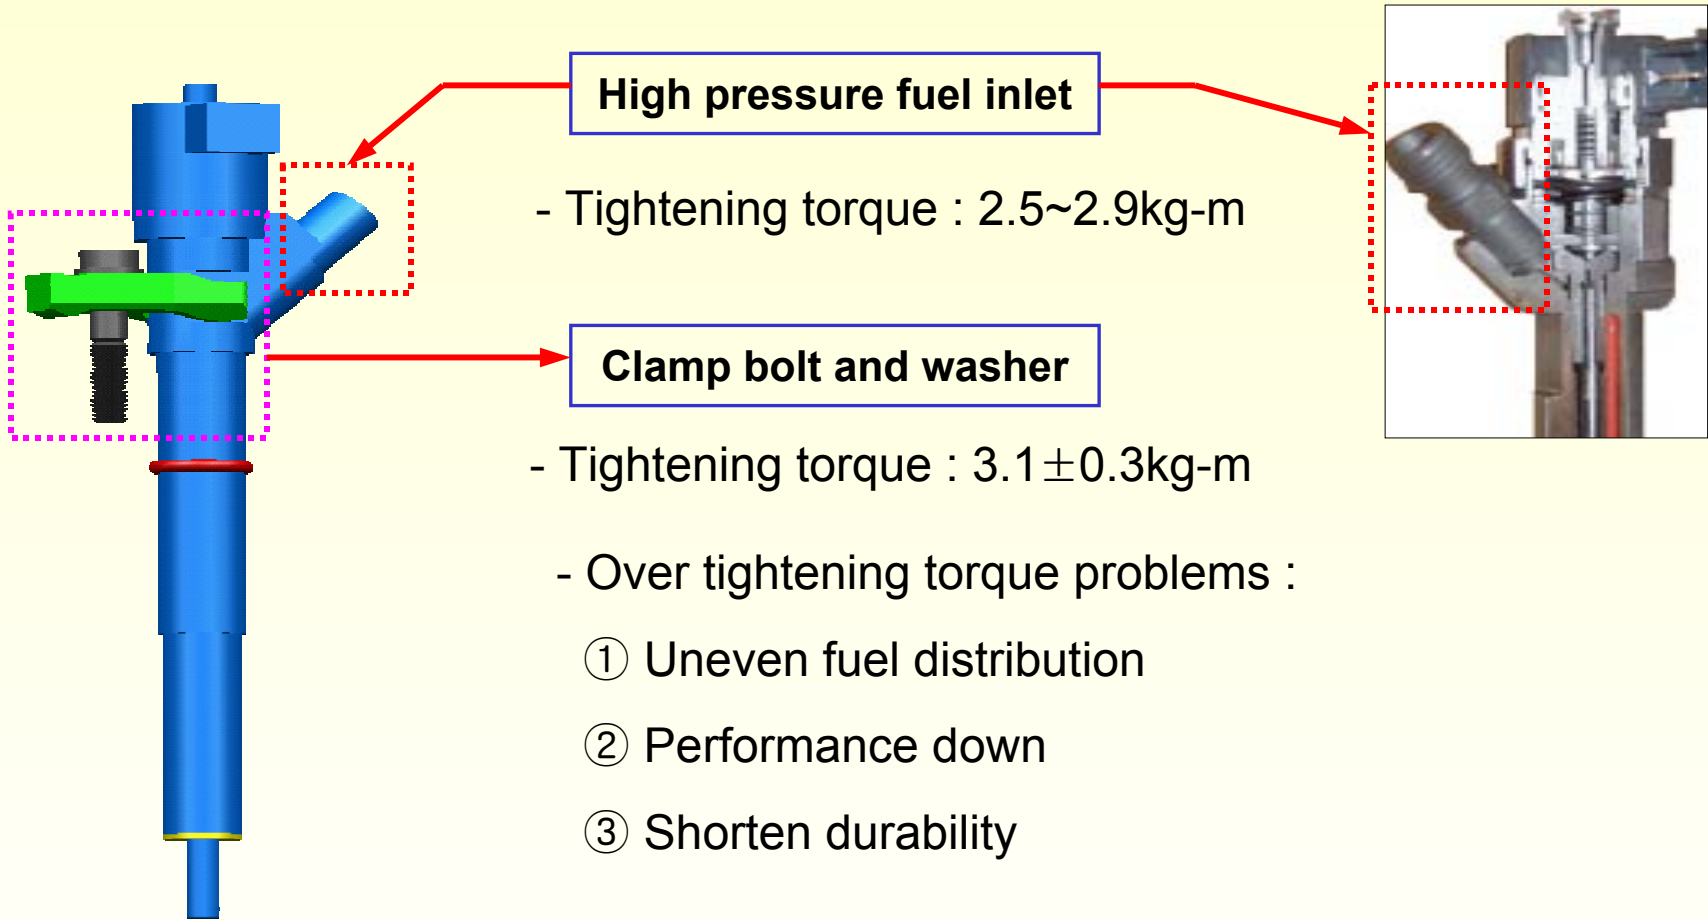 High pressure fuel inlet
- Tightening torque : 2.5~2.9kg-m
Clamp bolt and washer
- Tightening torque : 3.1±0.3kg-m
- Over tightening torque problems :
① Uneven fuel distribution
② Performance down
③ Shorten durability